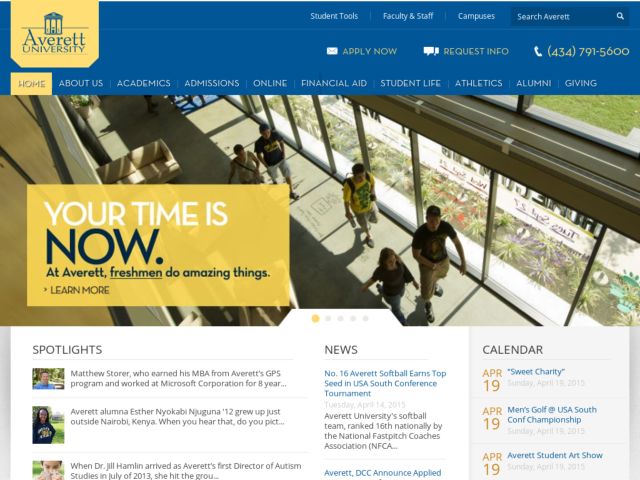 Student Tools
Faculty & Staff
Campuses
Search Averett
Averett
UNIVERSITY
APPLY NOW
REQUEST INFO
(434) 791-5600
HOME
ABOUT US
ACADEMICS
ADMISSIONS
ONLINE
FINANCIAL AID
STUDENT LIFE
ATHLETICS
ALUMNI
GIVING
YOUR TIME IS
NOW.
At Averett, freshmen do amazing things.
> LEARN MORE
SPOTLIGHTS
Matthew Storer, who earned his MBA from Averett's GPS
program and worked at Microsoft Corporation for 8 year...
Averett alumna Esther Nyokabi Njuguna '12 grew up just
outside Nairobi, Kenya. When you hear that, do you pict...
When Dr. Jill Hamlin arrived as Averett's first Director of Autism
Studies in July of 2013, she hit the grou...
NEWS
No. 16 Averett Softball Earns Top
Seed in USA South Conference
Tournament
Tuesday, April 14, 2015
Averett University's softball
team, ranked 16th nationally by
the National Fastpitch Coaches
Association (NFCA...
Averett, DCC Announce Applied
CALENDAR
APR
19
"Sweet Charity"
Sunday, April 19, 2015
APR
19
Men's Golf @ USA South
Conf Championship
Sunday, April 19, 2015
APR
19
Averett Student Art Show
Sunday, April 19, 2015